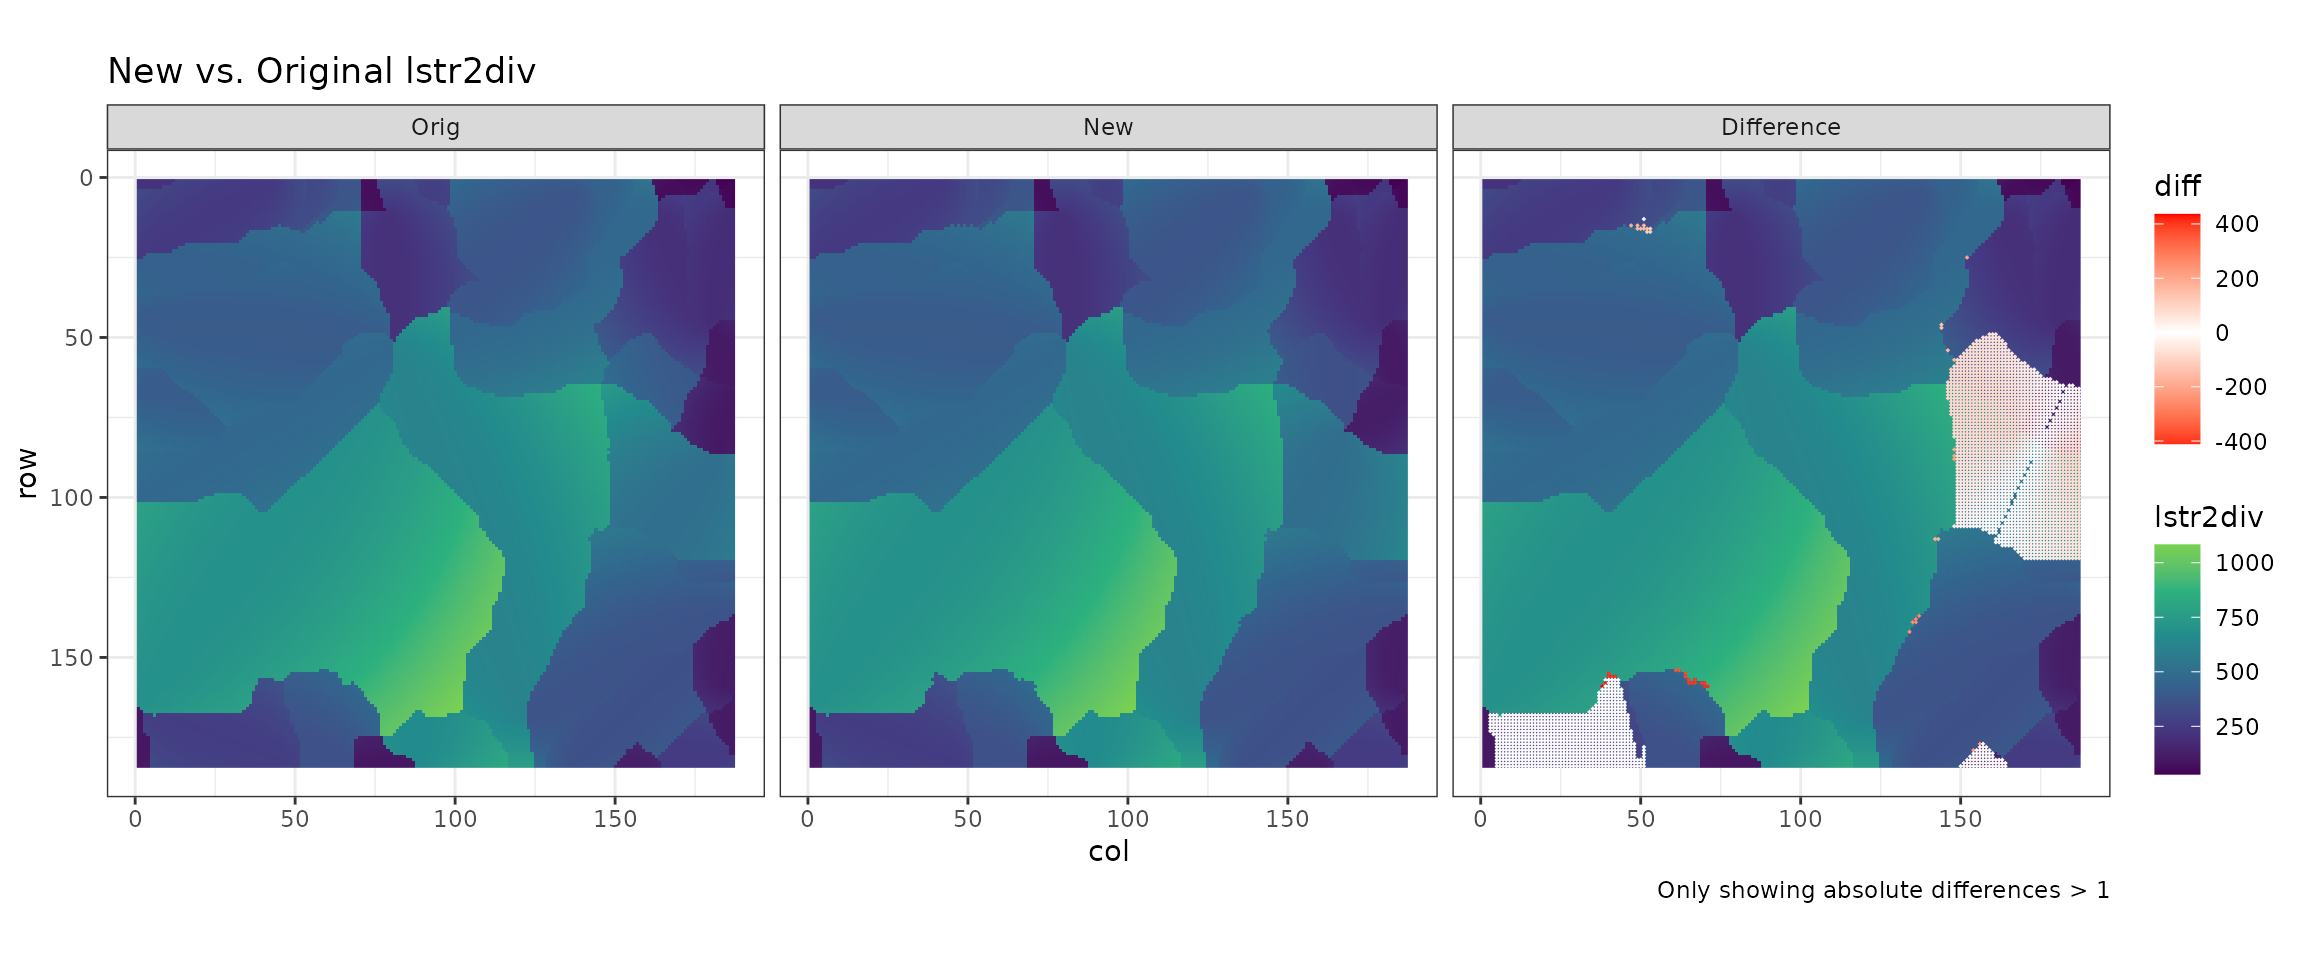 New vs. Original lstr2div
Orig
New
Difference
0
50
100
150
row
0
50
100
150
0
50
100
150
0
50
100
150
col
diff
400
200
0
-200
-400
lstr2div
1000
750
500
250
Only showing absolute differences > 1